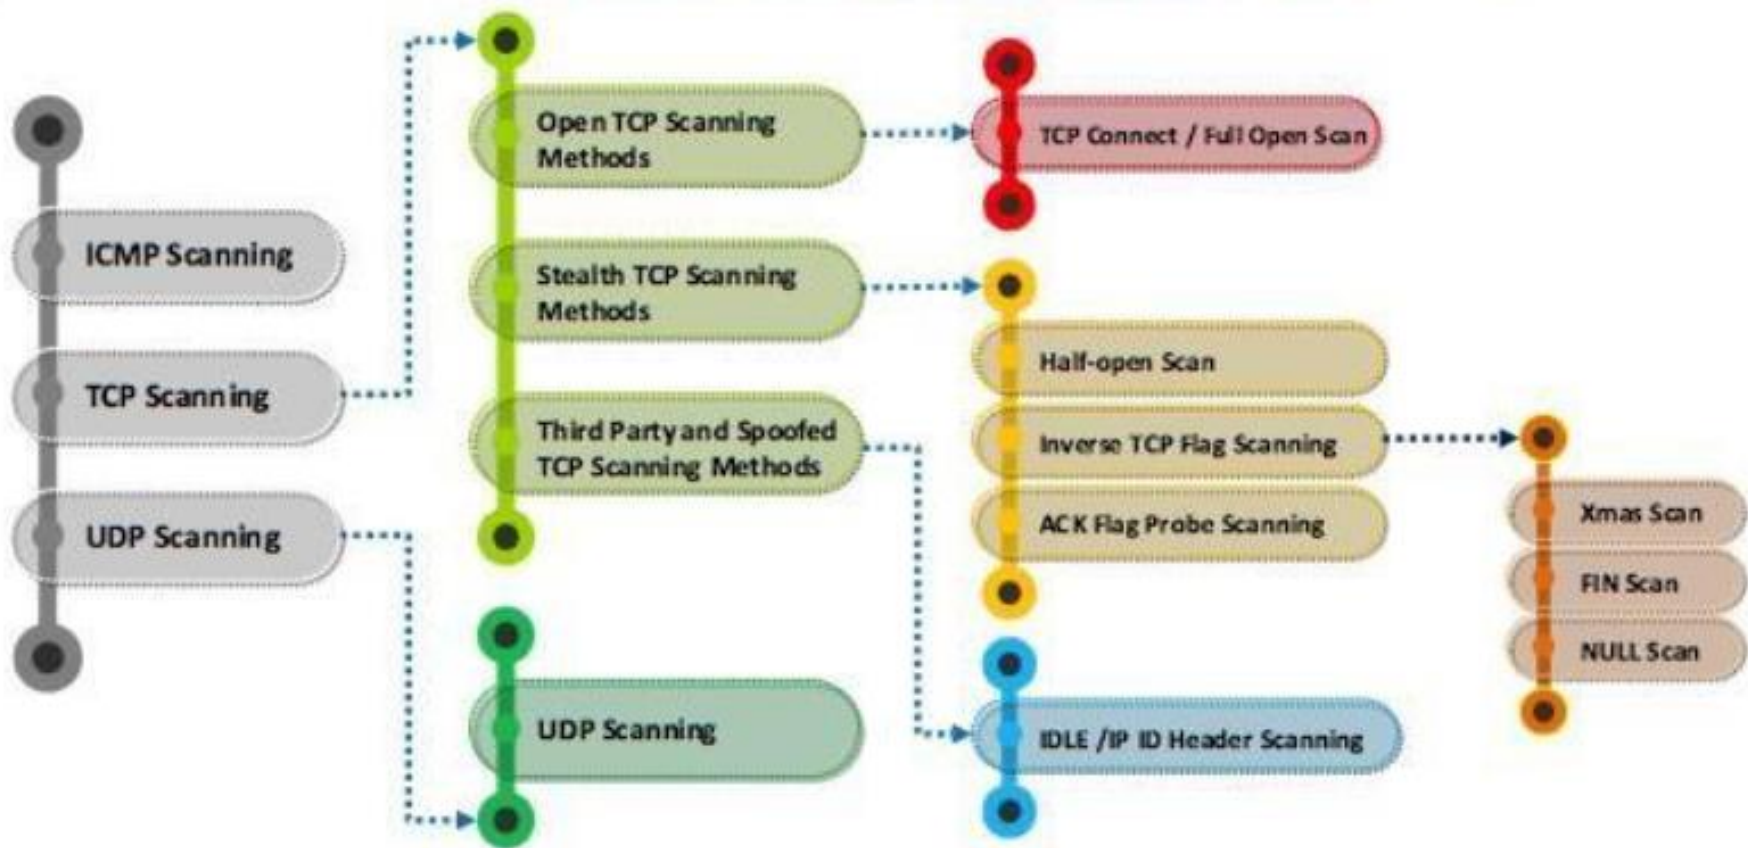 ICMP Scanning
TCP Scanning
UDP Scanning
Open TCP Scanning
Methods
Stealth TCP Scanning
Methods
Third Party and Spoofed
TCP Scanning Methods
UDP Scanning
TCP Connect / Full Open Scan
Half-open Scan
Inverse TCP Flag Scanning
ACK Flag Probe Scanning
IDLE /IP ID Header Scanning
Xmas Scan
FIN Scan
NULL Scan